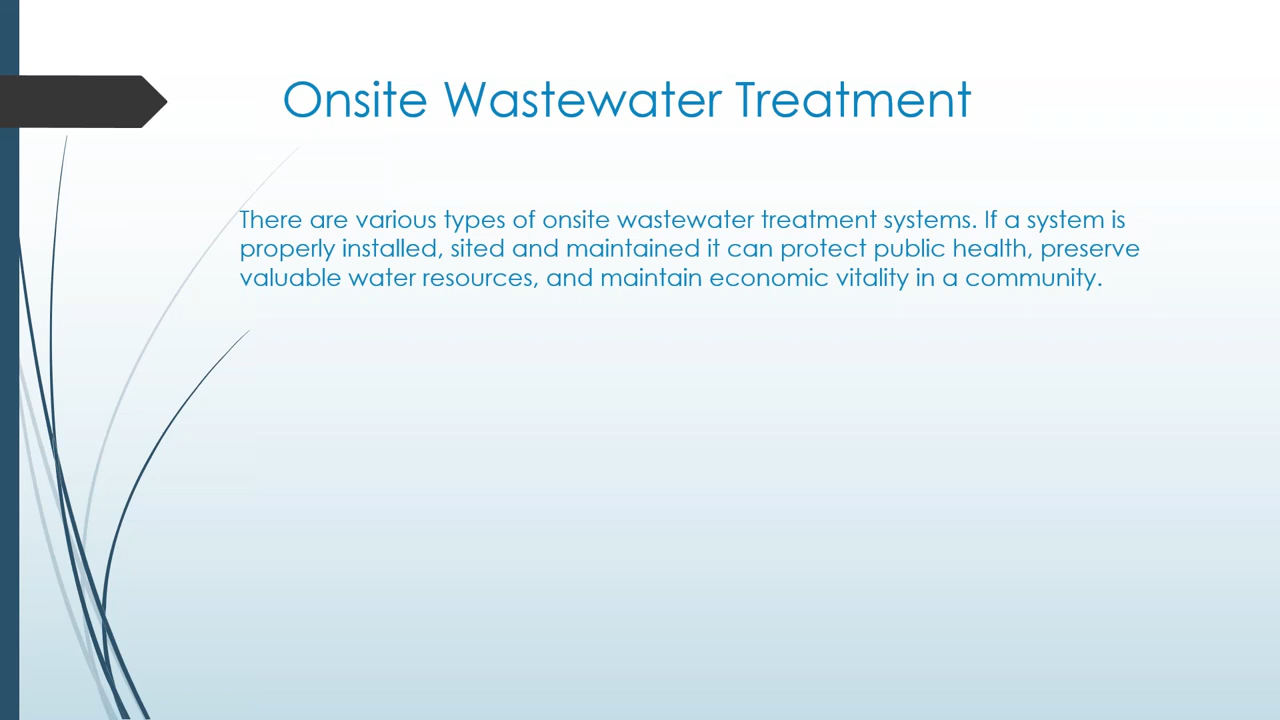 Onsite Wastewater Treatment
There are various types of onsite wastewater treatment systems. If a system is
properly installed, sited and maintained it can protect public health, preserve
valuable water resources, and maintain economic vitality in a community.